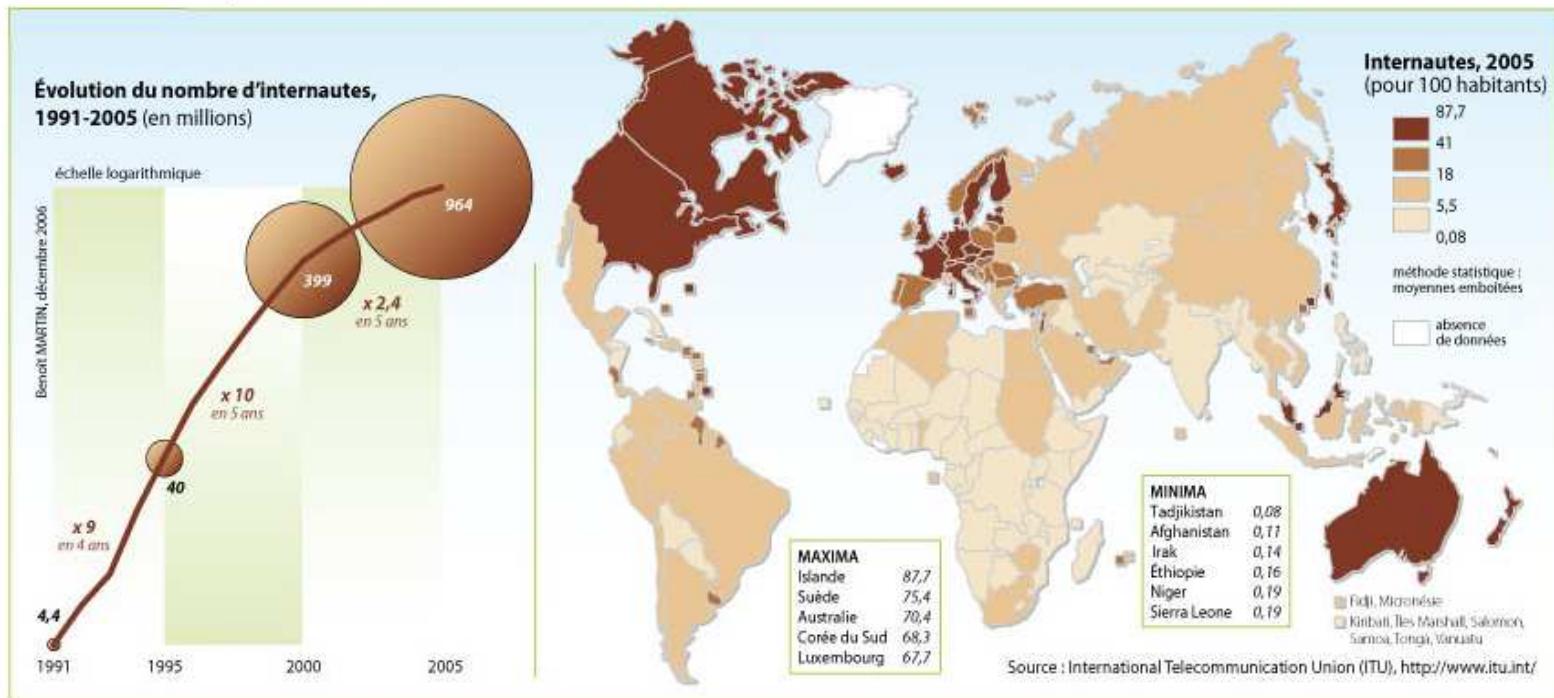 Évolution du nombre d'internautes,
1991-2005 (en millions)
échelle logarithmique
Benoît MARTIN, décembre 2006
964
399
x 2,4
en 5 ans
x 10
en 5 ans
40
x 9
en 4 ans
4,4
1991
1995
2000
2005
Internautes, 2005
(pour 100 habitants)
87,7
41
18
5,5
0,08
méthode statistique :
moyennes emboîtées
absence
de données
MAXIMA
Islande 87,7
Suède 75,4
Australie 70,4
Corée du Sud 68,3
Luxembourg 67,7
MINIMA
Tadjikistan 0,08
Afghanistan 0,11
Irak 0,14
Éthiopie 0,16
Niger 0,19
Sierra Leone 0,19
Fidji, Micronésie
Kiribati, Îles Marshall, Salomon,
Samoa, Tonga, Vanuatu
Source : International Telecommunication Union (ITU), http://www.itu.int/